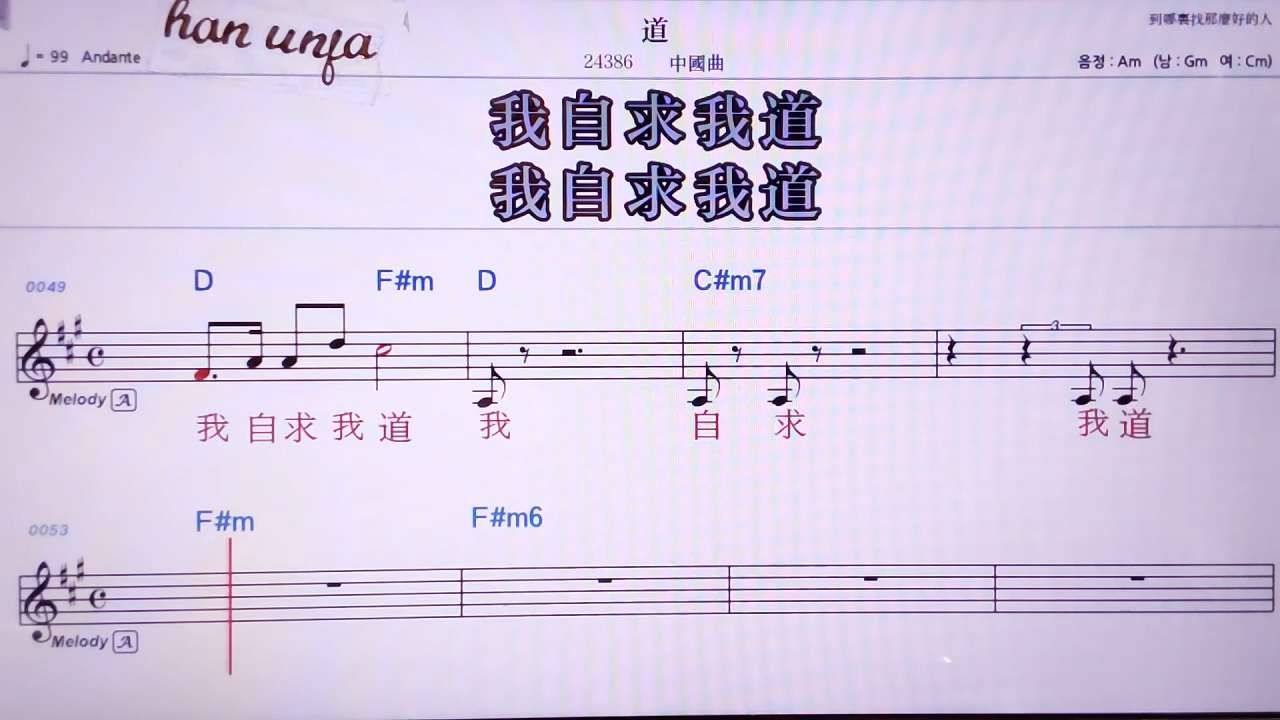 han unfa
道
到哪裏找那麼好的人
♩= 99 Andante
24386 中國曲
음정 : Am (남 : Gm 여 : Cm)
我自求我道
我自求我道
0049 D F#m D C#m7
3
Melody A
我 自 求 我 道 我 自 求 我 道
0053 F#m F#m6
Melody A